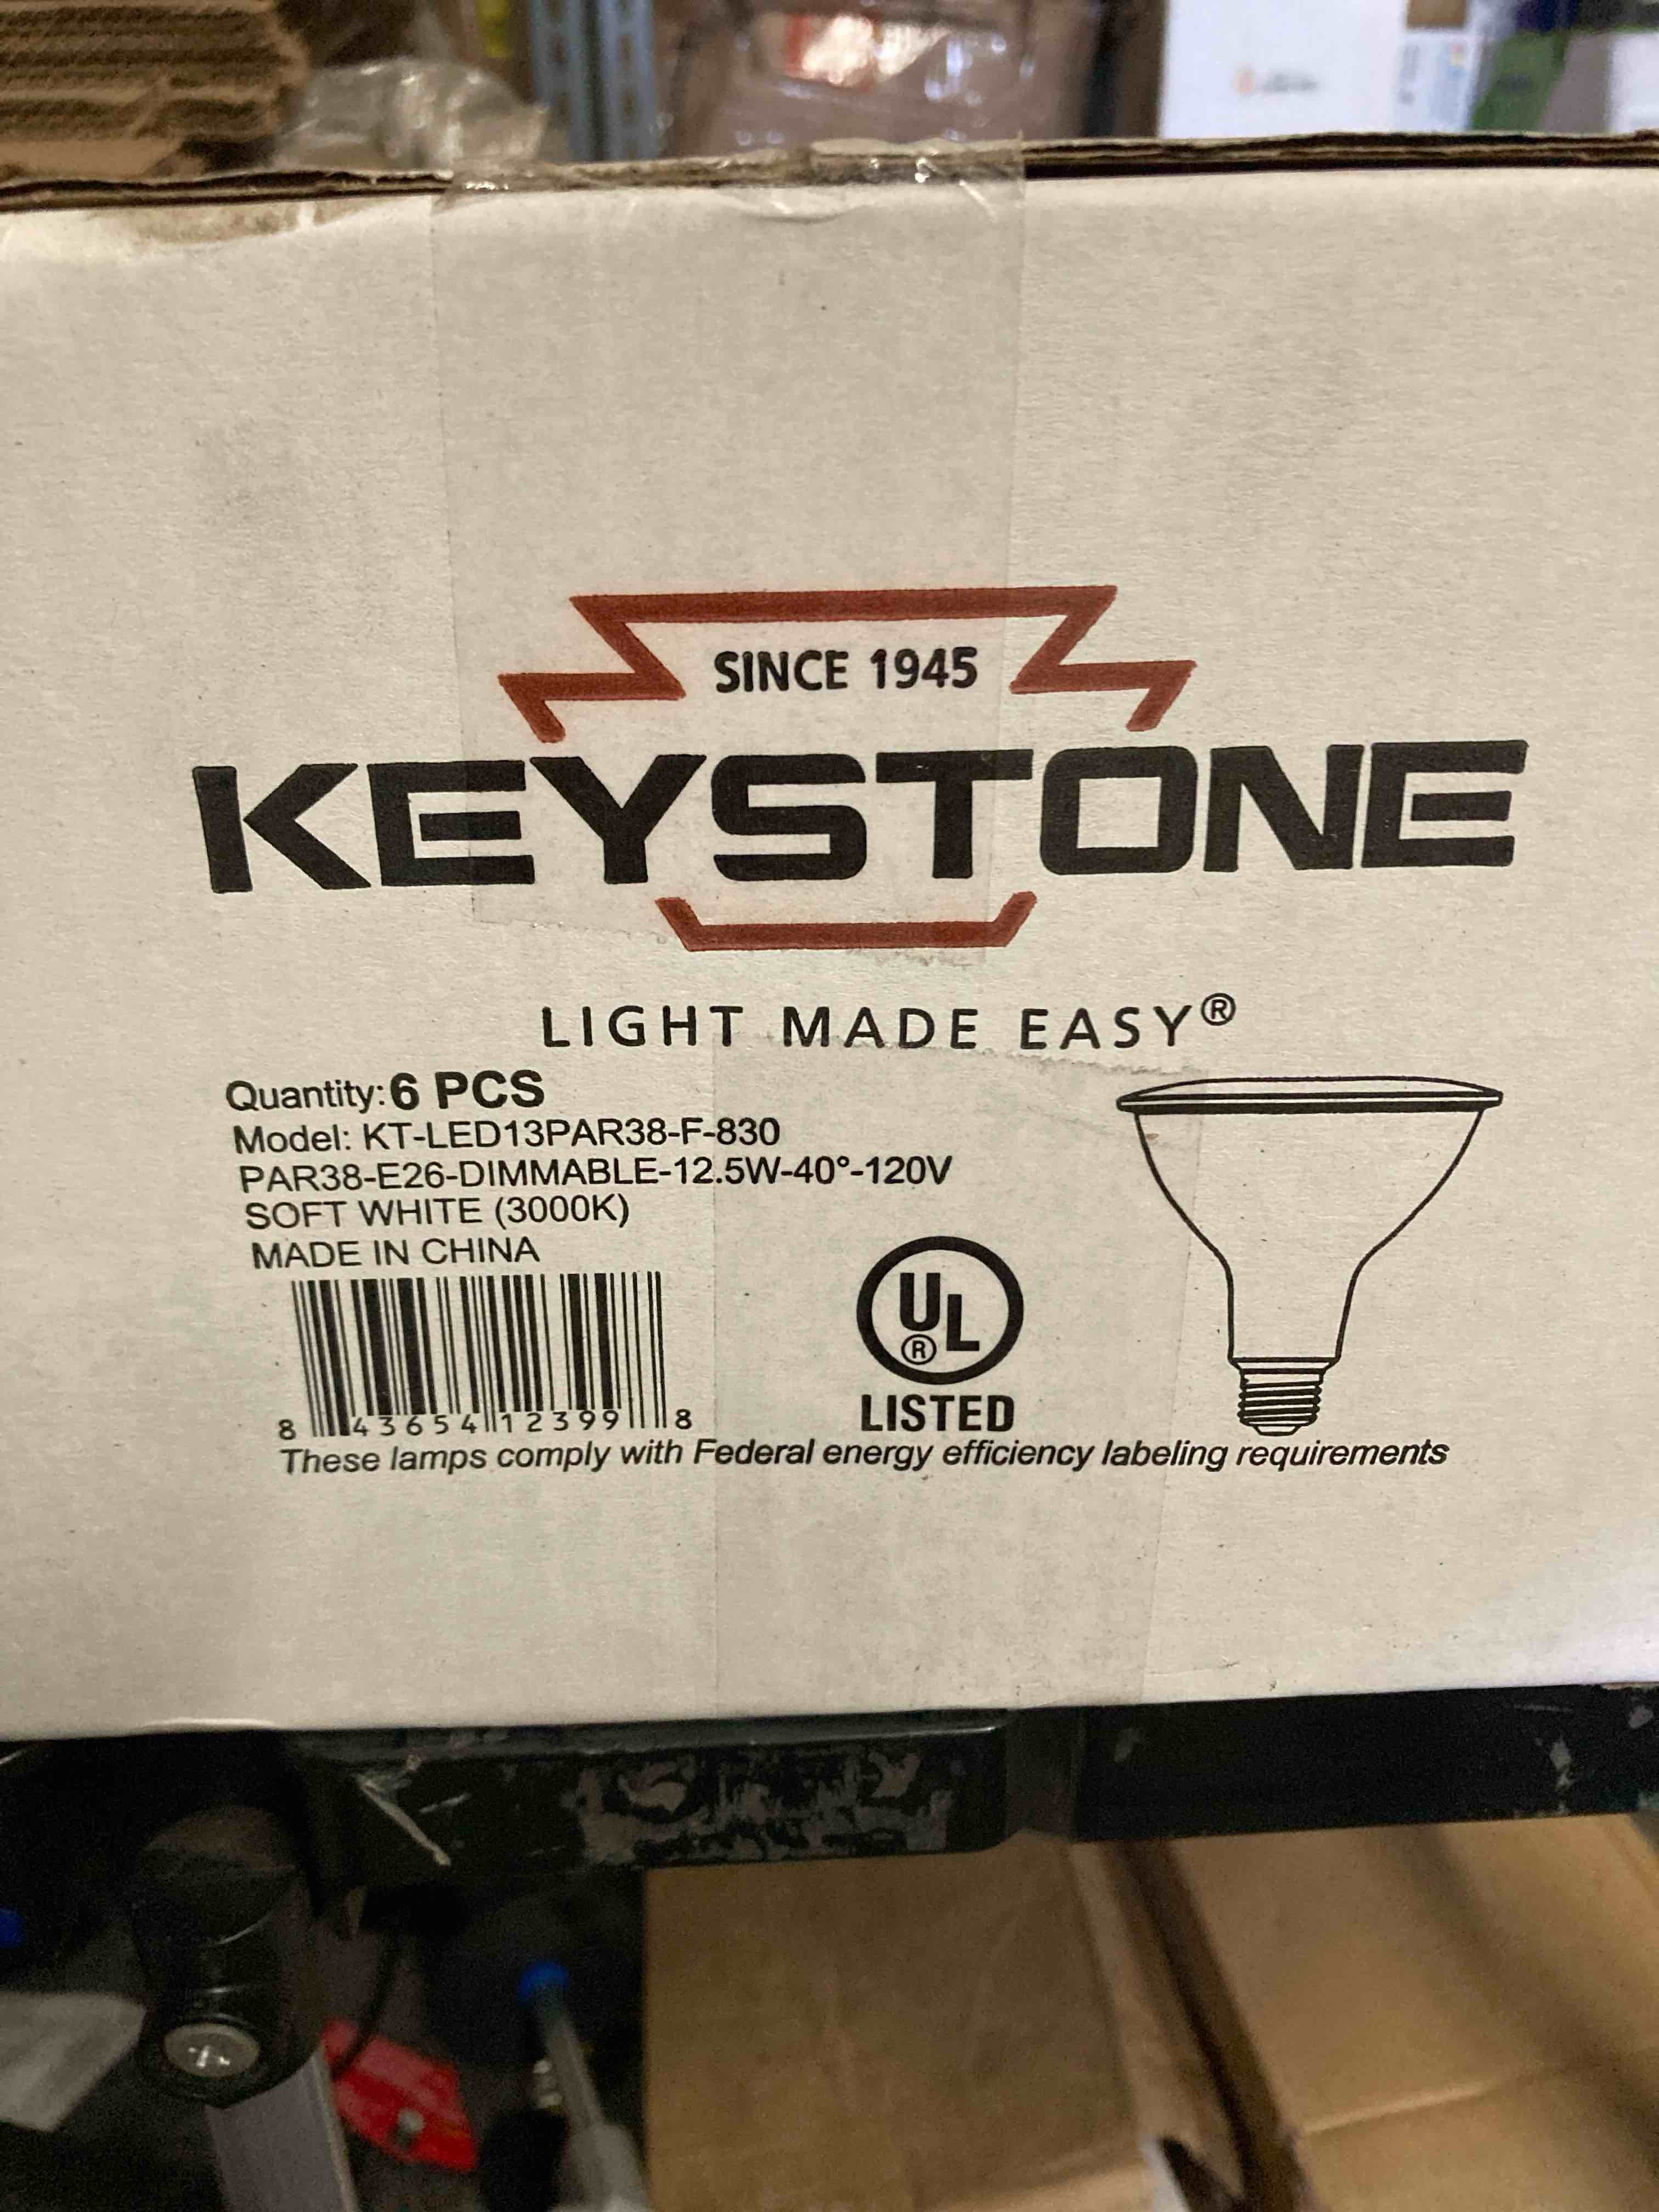 SINCE 1945
KEYSTONE
LIGHT MADE EASY®
Quantity: 6 PCS
Model: KT-LED13PAR38-F-830
PAR38-E26-DIMMABLE-12.5W-40°-120V
SOFT WHITE (3000K)
MADE IN CHINA
8 43654 12399 8
UL®
LISTED
These lamps comply with Federal energy efficiency labeling requirements